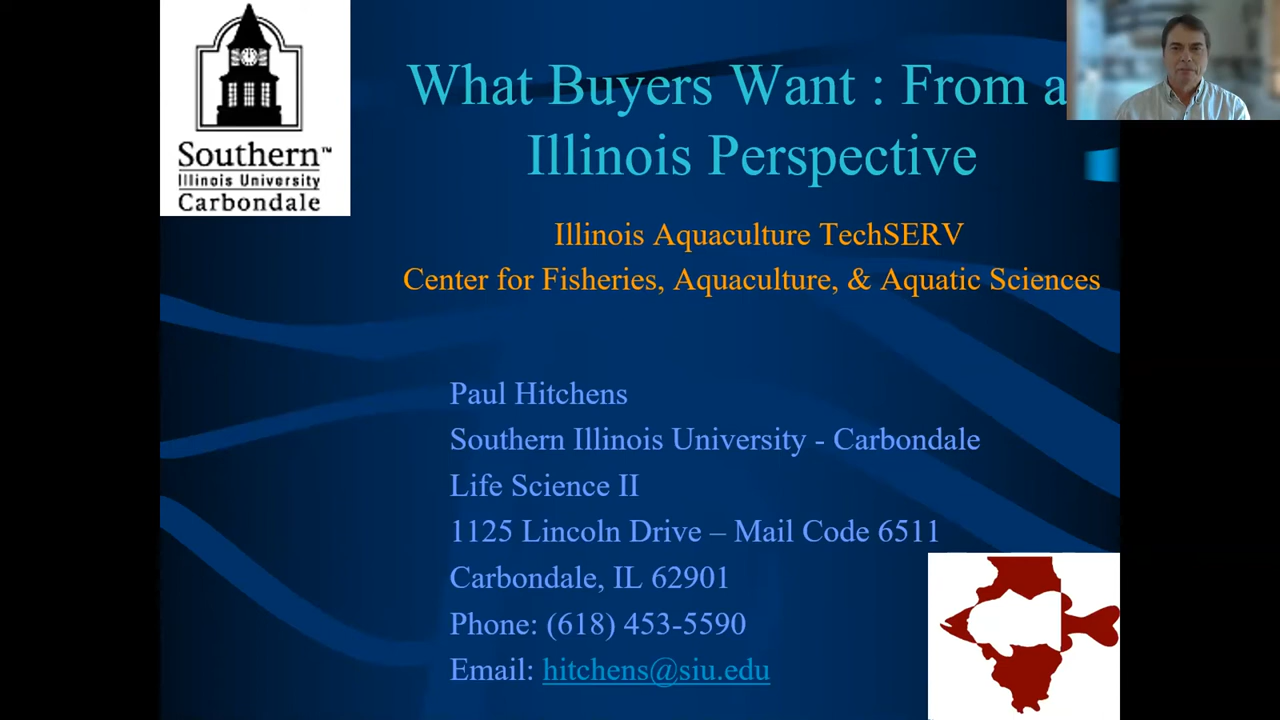 Southern™
Illinois University
Carbondale
What Buyers Want : From a
Illinois Perspective
Illinois Aquaculture TechSERV
Center for Fisheries, Aquaculture, & Aquatic Sciences
Paul Hitchens
Southern Illinois University - Carbondale
Life Science II
1125 Lincoln Drive – Mail Code 6511
Carbondale, IL 62901
Phone: (618) 453-5590
Email: hitchens@siu.edu